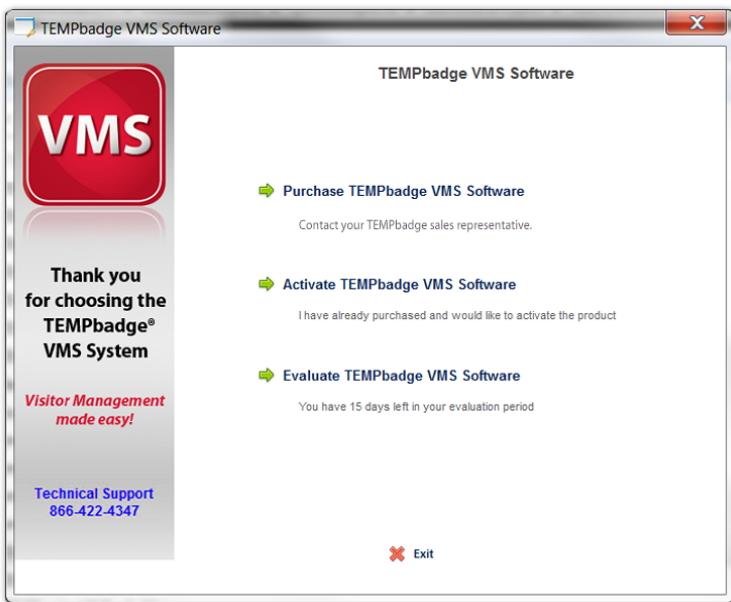 TEMPbadge VMS Software
TEMPbadge VMS Software
VMS
Thank you
for choosing the
TEMPbadge®
VMS System
Visitor Management
made easy!
Technical Support
866-422-4347
Purchase TEMPbadge VMS Software
Contact your TEMPbadge sales representative.
Activate TEMPbadge VMS Software
I have already purchased and would like to activate the product
Evaluate TEMPbadge VMS Software
You have 15 days left in your evaluation period
Exit